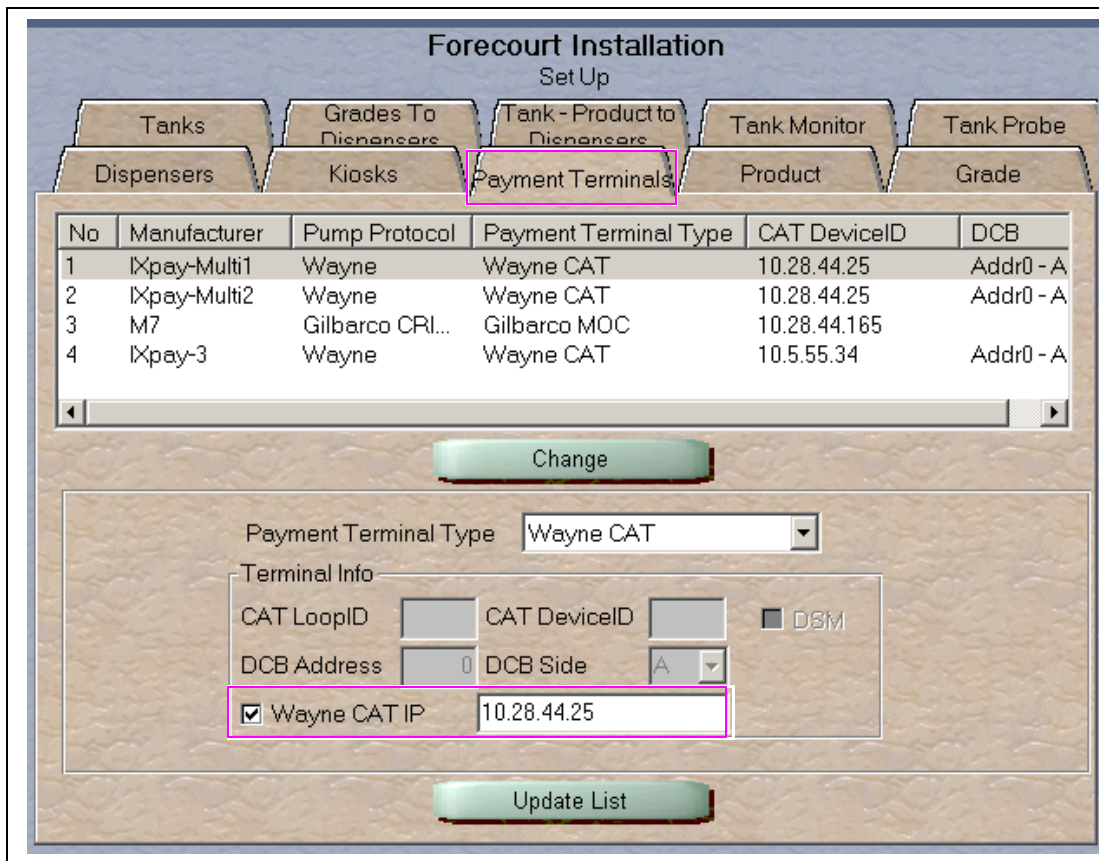 Forecourt Installation
Set Up
Tanks Grades To Dispensers Tank - Product to Dispensers Tank Monitor Tank Probe
Dispensers Kiosks Payment Terminals Product Grade
No Manufacturer Pump Protocol Payment Terminal Type CAT DeviceID DCB
1 IXpay-Multi1 Wayne Wayne CAT 10.28.44.25 Addr0 - A
2 IXpay-Multi2 Wayne Wayne CAT 10.28.44.25 Addr0 - A
3 M7 Gilbarco CRI... Gilbarco MOC 10.28.44.165
4 IXpay-3 Wayne Wayne CAT 10.5.55.34 Addr0 - A
Change
Payment Terminal Type Wayne CAT
Terminal Info
CAT LoopID CAT DeviceID DSM
DCB Address 0 DCB Side A
Wayne CAT IP 10.28.44.25
Update List